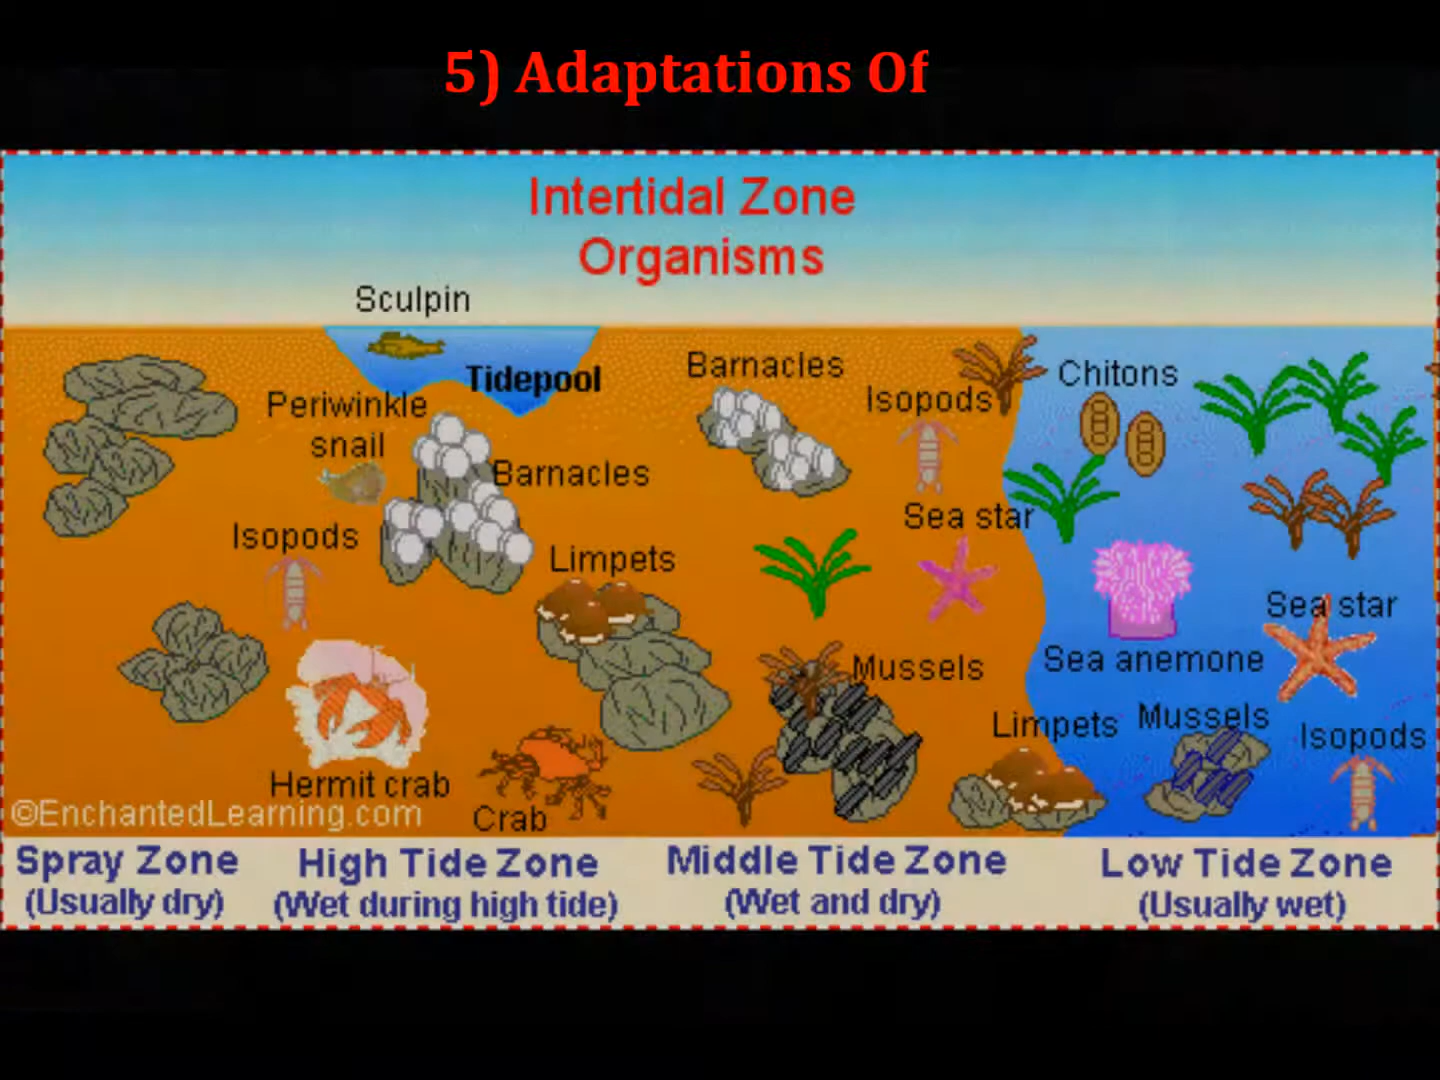 5) Adaptations Of
Intertidal Zone
Organisms
Sculpin
Tidepool
Periwinkle
snail
Barnacles
Isopods
Limpets
Hermit crab
Crab
Barnacles
Isopods
Sea star
Mussels
Chitons
Sea anemone
Sea star
Limpets
Mussels
Isopods
©EnchantedLearning.com
Spray Zone
(Usually dry)
High Tide Zone
(Wet during high tide)
Middle Tide Zone
(Wet and dry)
Low Tide Zone
(Usually wet)